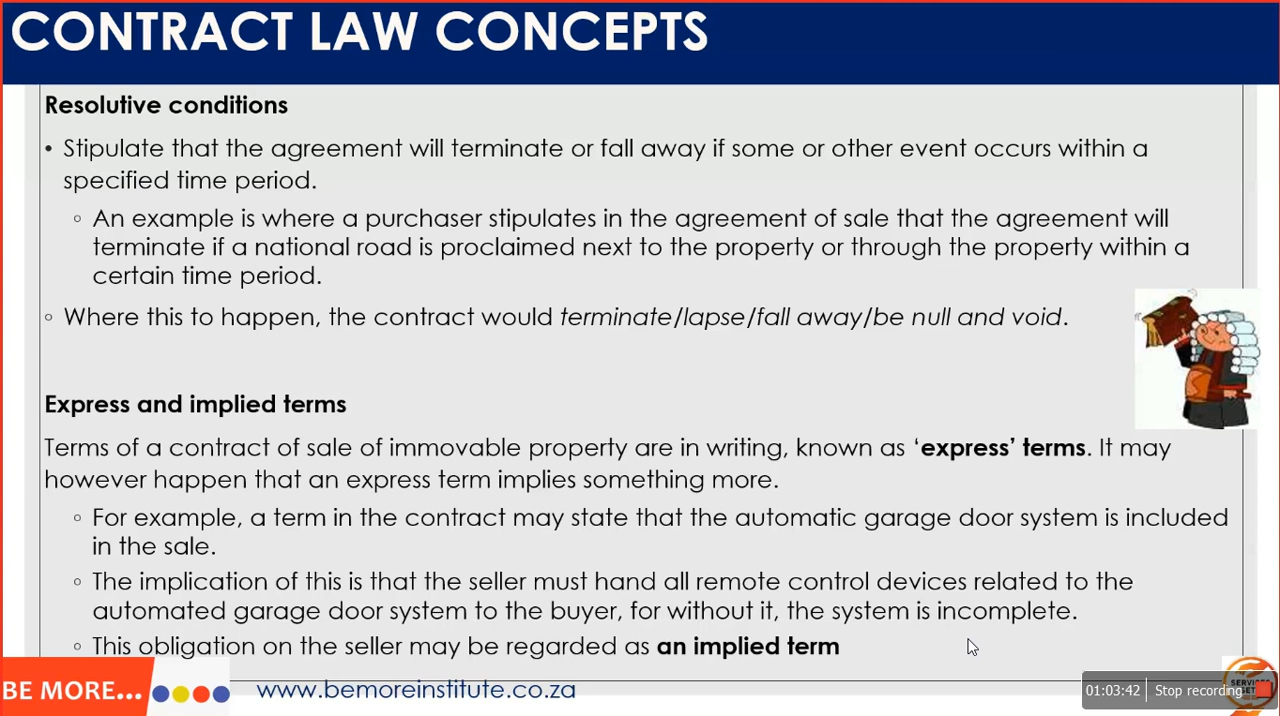 CONTRACT LAW CONCEPTS
Resolutive conditions
• Stipulate that the agreement will terminate or fall away if some or other event occurs within a
specified time period.
◦ An example is where a purchaser stipulates in the agreement of sale that the agreement will
terminate if a national road is proclaimed next to the property or through the property within a
certain time period.
◦ Where this to happen, the contract would terminate/lapse/fall away/be null and void.
Express and implied terms
Terms of a contract of sale of immovable property are in writing, known as ‘express’ terms. It may
however happen that an express term implies something more.
◦ For example, a term in the contract may state that the automatic garage door system is included
in the sale.
◦ The implication of this is that the seller must hand all remote control devices related to the
automated garage door system to the buyer, for without it, the system is incomplete.
◦ This obligation on the seller may be regarded as an implied term
BE MORE...
www.bemoreinstitute.co.za
SERVICES
01:03:42 Stop recording